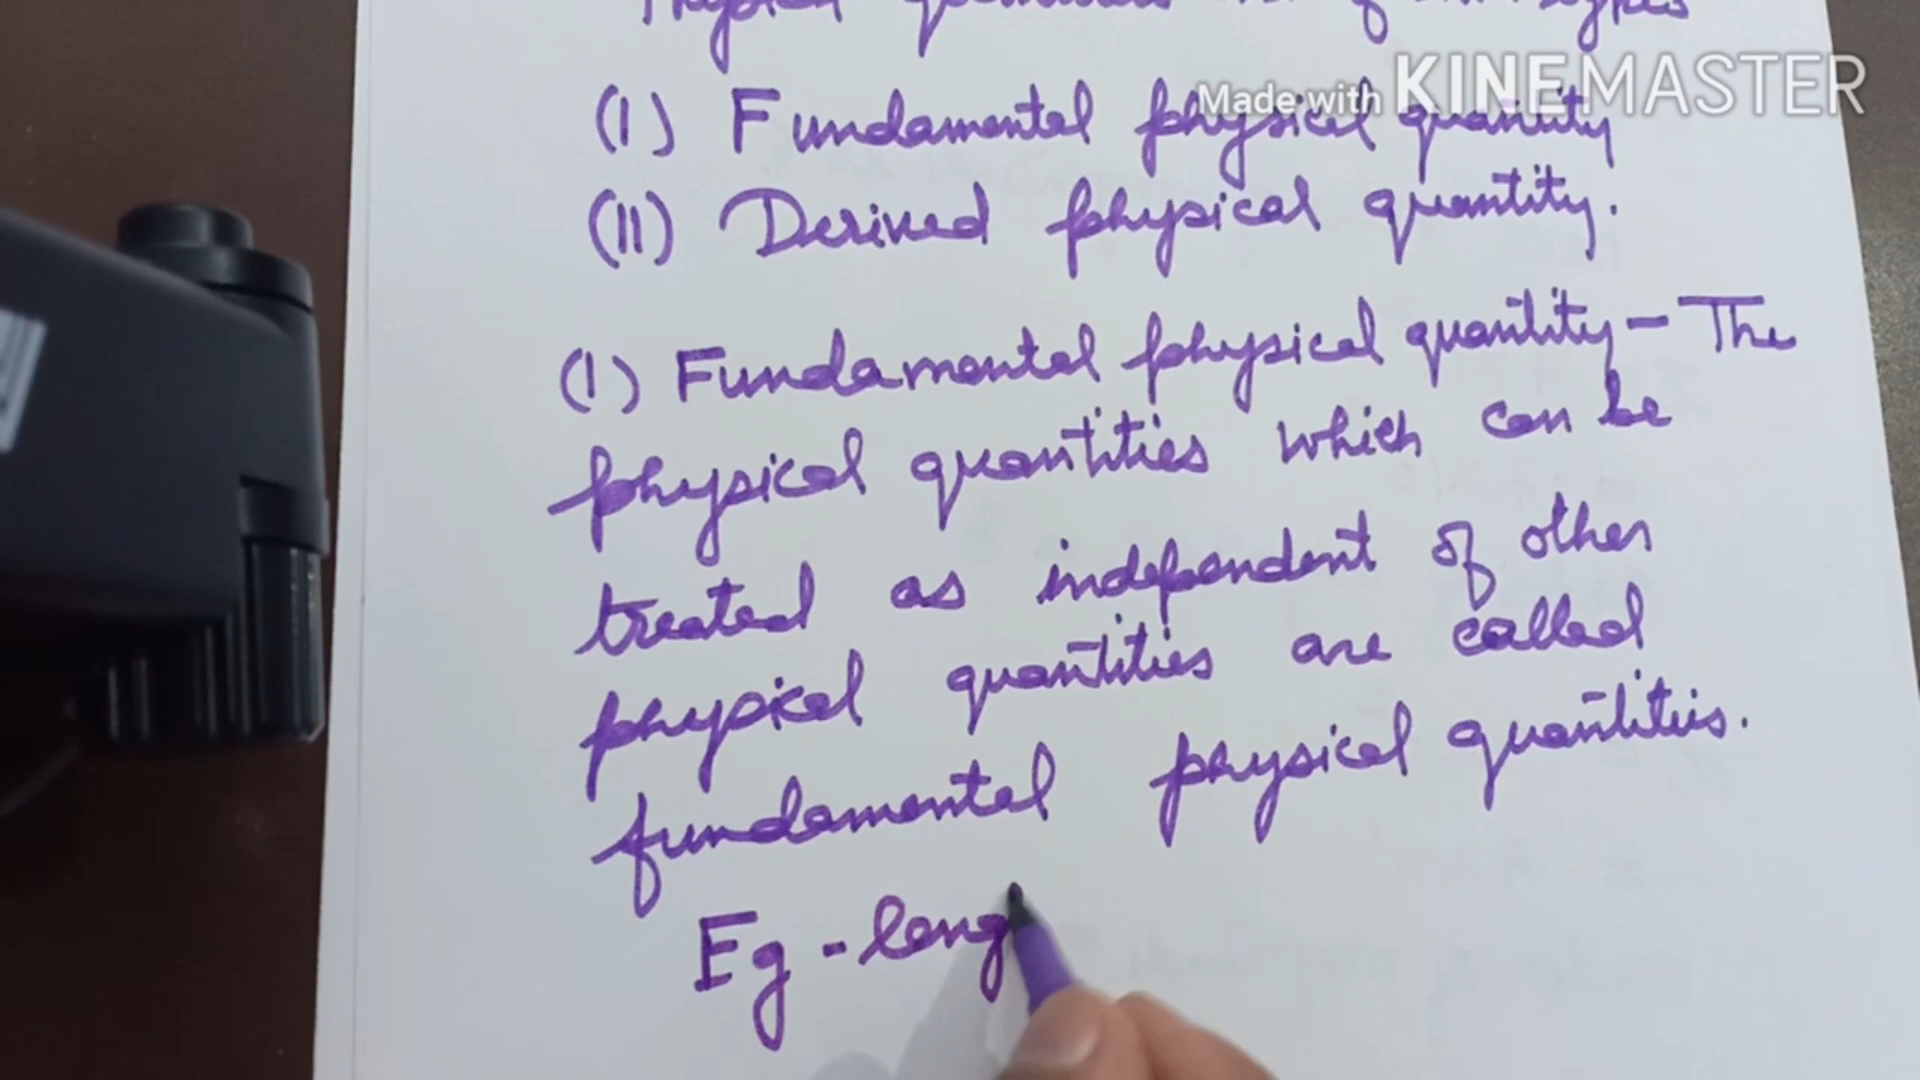 Physical
Made with KINEMASTER
(I) Fundamental physical quantity
(II) Derived physical quantity.
(I) Fundamental physical quantity - The
physical quantities which can be
treated as independent of other
physical quantities are called
fundamental physical quantities.
Eg - leng